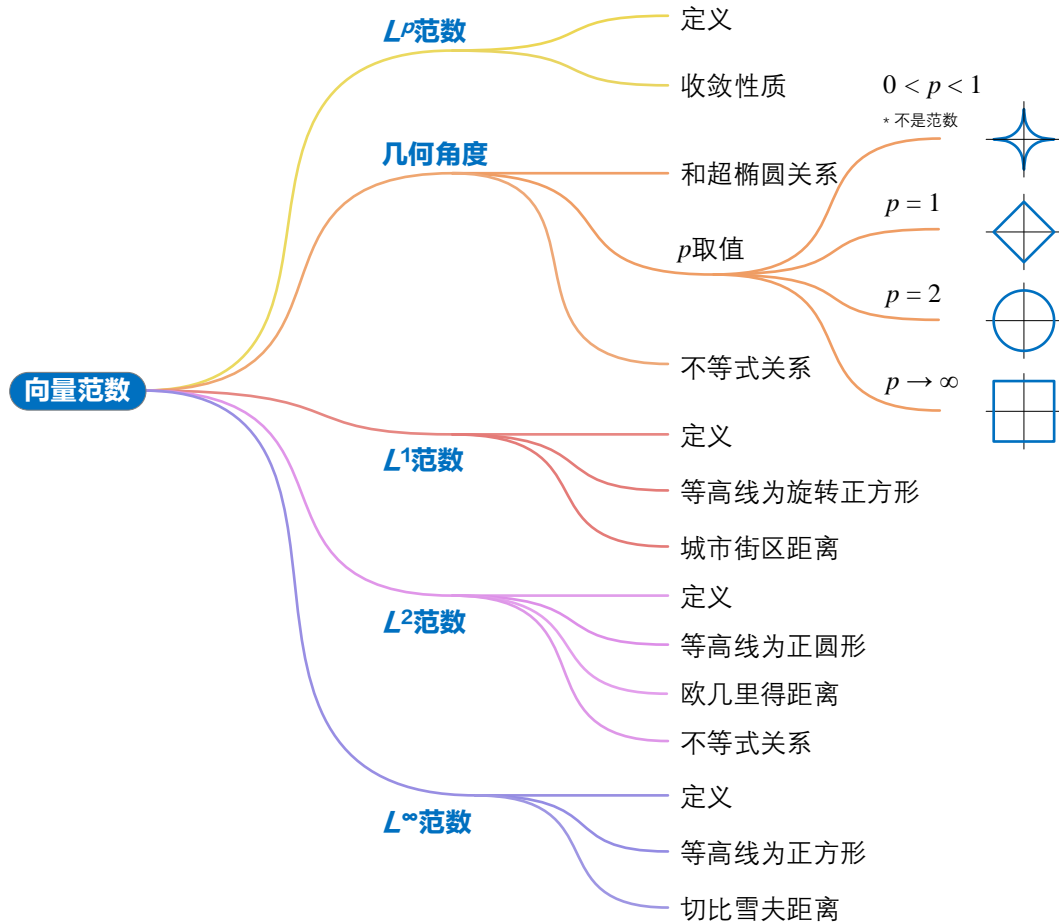 向量范数
Lᵖ范数
定义
收敛性质
几何角度
和超椭圆关系
p取值
0 < p < 1
* 不是范数
p = 1
p = 2
p → ∞
不等式关系
L¹范数
定义
等高线为旋转正方形
城市街区距离
L²范数
定义
等高线为正圆形
欧几里得距离
不等式关系
L∞范数
定义
等高线为正方形
切比雪夫距离